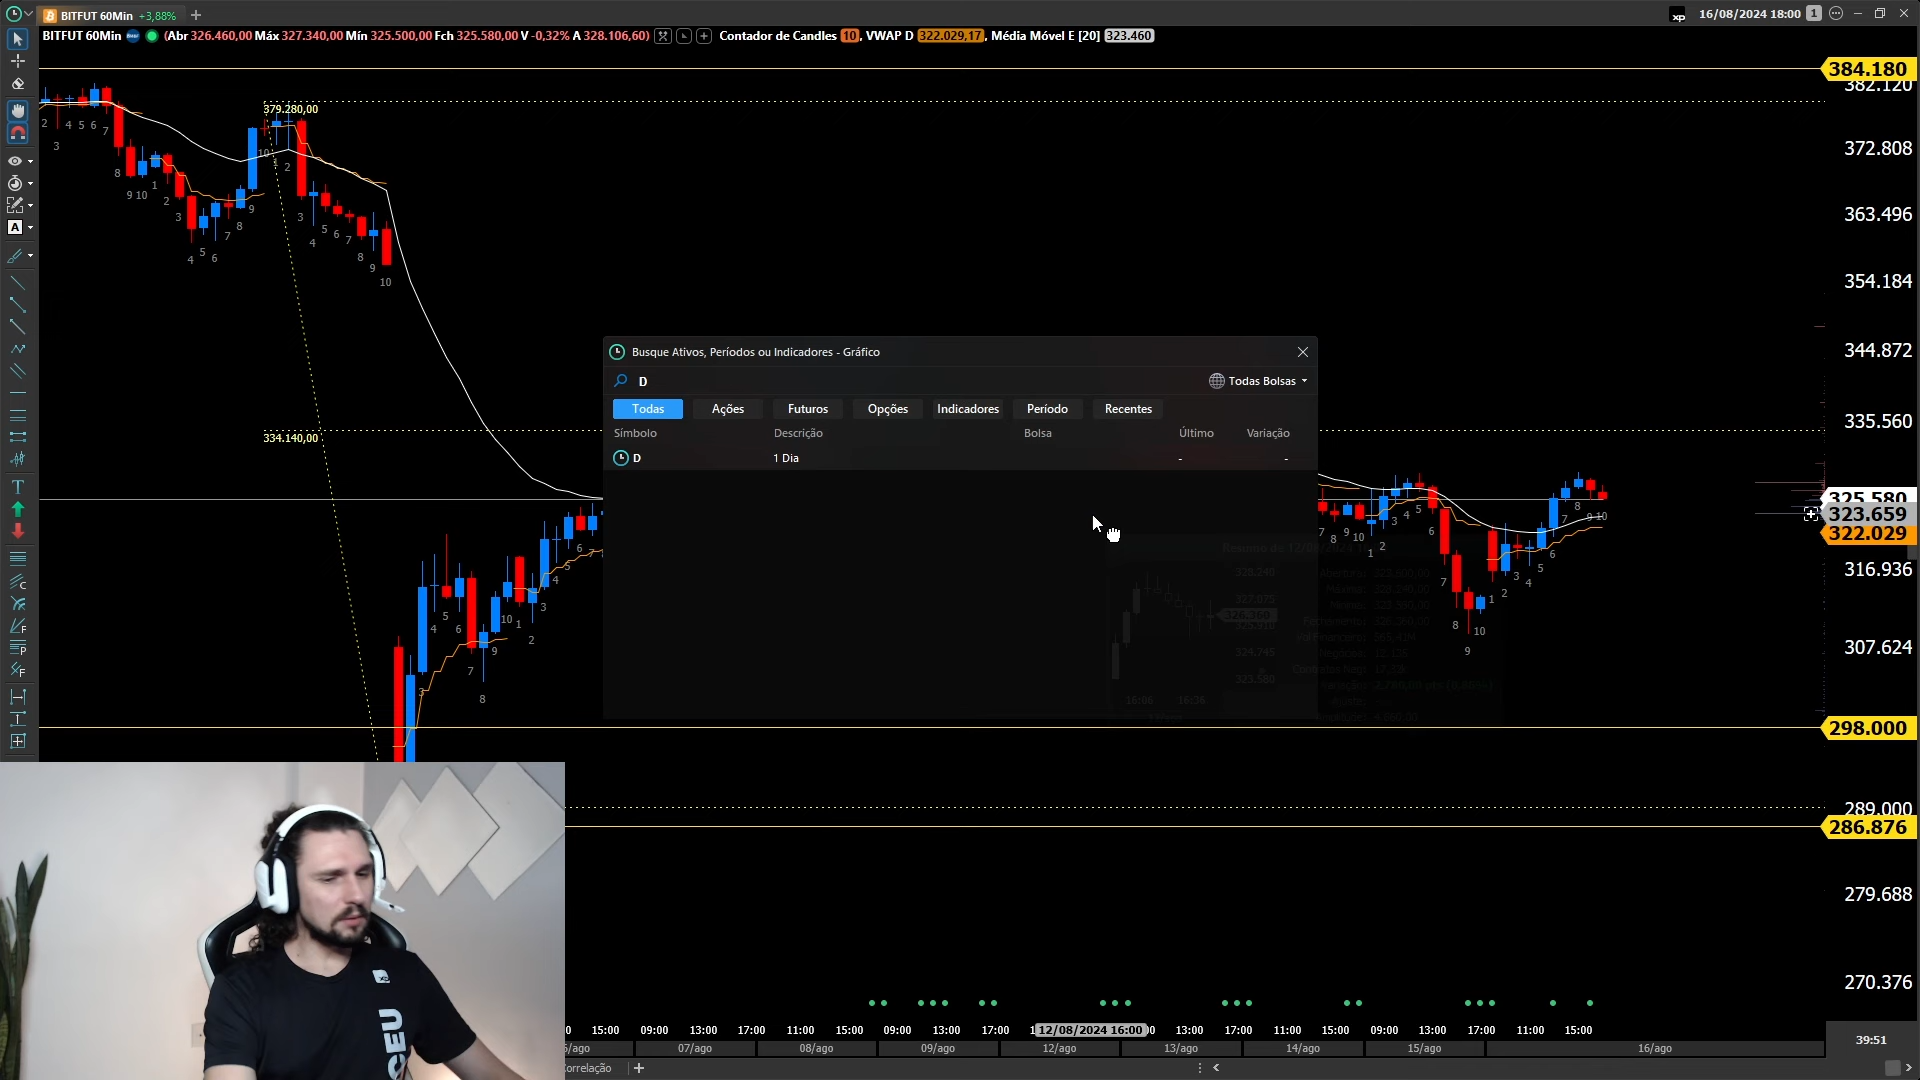 BITFUT 60Min +3,88% +
xp 16/08/2024 18:00 1
BITFUT 60Min (Abr 326.460,00 Máx 327.340,00 Mín 325.500,00 Fch 325.580,00 V -0,32% A 328.106,60) Contador de Candles 10, VWAP D 322.029,17, Média Móvel E [20] 323.460
384.180
382.120
379.280,00
372.808
363.496
354.184
344.872
335.560
334.140,00
325.580
323.659
322.029
316.936
307.624
298.000
289.000
286.876
279.688
270.376
Busque Ativos, Períodos ou Indicadores - Gráfico
D Todas Bolsas
Todas Ações Futuros Opções Indicadores Período Recentes
Símbolo Descrição Bolsa Último Variação
D 1 Dia - -
15:00 09:00 13:00 17:00 11:00 15:00 09:00 13:00 17:00 12/08/2024 16:00 13:00 17:00 11:00 15:00 09:00 13:00 17:00 11:00 15:00
07/ago 08/ago 09/ago 12/ago 13/ago 14/ago 15/ago 16/ago
39:51
orrelação +
xp
CEU